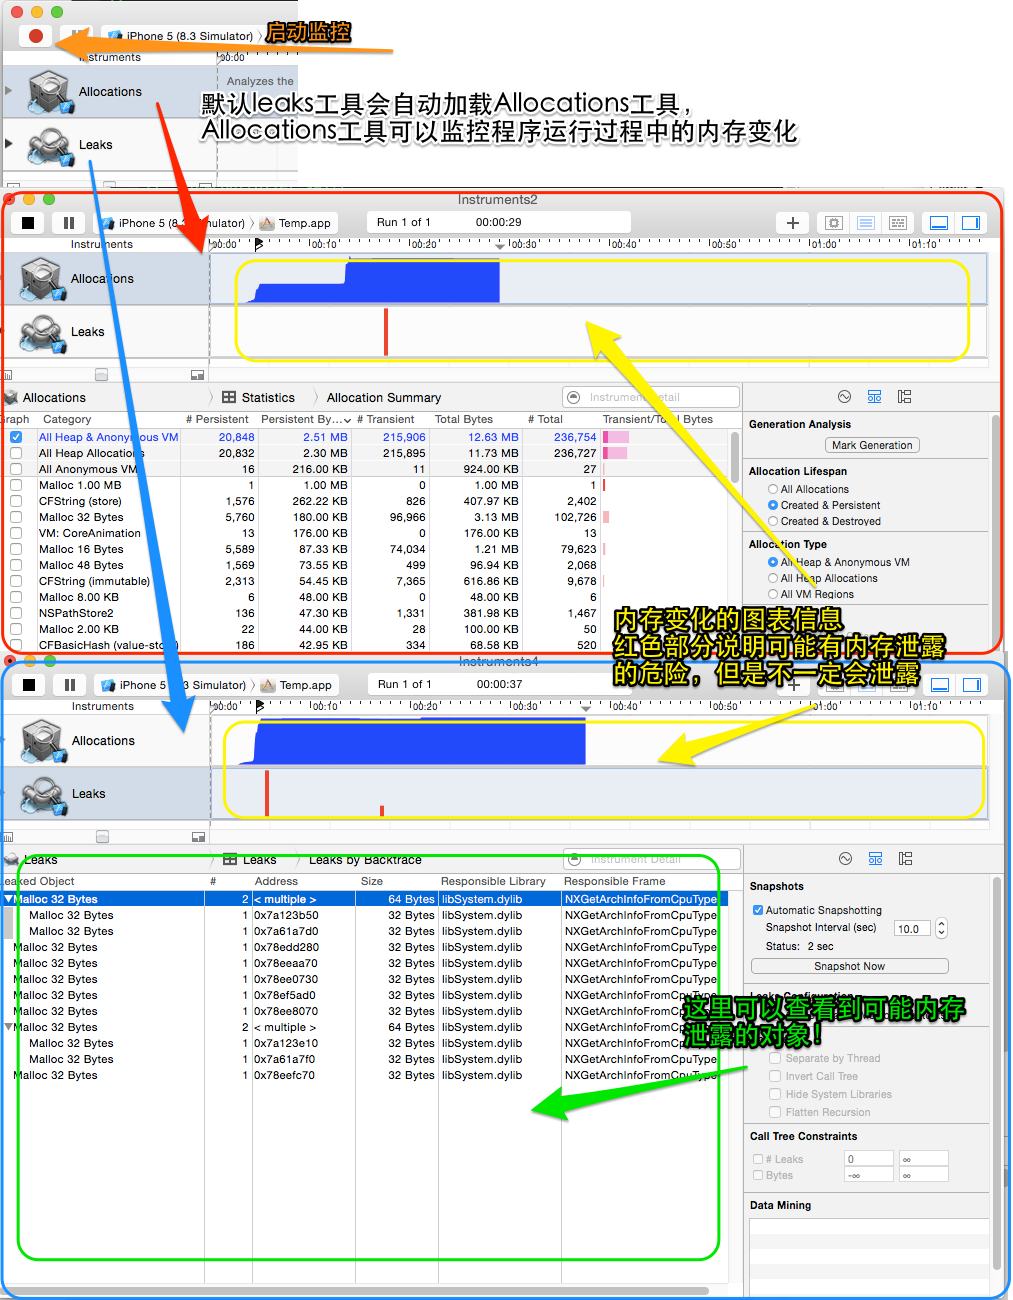 iPhone 5 (8.3 Simulator)
启动监控
Instruments
00:00
Allocations
Analyzes the
Leaks
默认leaks工具会自动加载Allocations工具，
Allocations工具可以监控程序运行过程中的内存变化
Instruments2
iPhone 5 (8.3 Simulator) Temp.app
Run 1 of 1 00:00:29
Instruments
00:00 00:10 00:20 00:30 00:40 00:50 01:00 01:10
Allocations
Leaks
Allocations Statistics Allocation Summary Instrument Detail
Graph Category # Persistent Persistent By... # Transient Total Bytes # Total Transient/Total Bytes
All Heap & Anonymous VM 20,848 2.51 MB 215,906 12.63 MB 236,754
All Heap Allocations 20,832 2.30 MB 215,895 11.73 MB 236,727
All Anonymous VM 16 216.00 KB 11 924.00 KB 27
Malloc 1.00 MB 1 1.00 MB 0 1.00 MB 1
CFString (store) 1,576 262.22 KB 826 407.97 KB 2,402
Malloc 32 Bytes 5,760 180.00 KB 96,966 3.13 MB 102,726
VM: CoreAnimation 13 176.00 KB 0 176.00 KB 13
Malloc 16 Bytes 5,589 87.33 KB 74,034 1.21 MB 79,623
Malloc 48 Bytes 1,569 73.55 KB 499 96.94 KB 2,068
CFString (immutable) 2,313 54.45 KB 7,365 616.86 KB 9,678
Malloc 8.00 KB 6 48.00 KB 0 48.00 KB 6
NSPathStore2 136 47.30 KB 1,331 381.98 KB 1,467
Malloc 2.00 KB 22 44.00 KB 28 100.00 KB 50
CFBasicHash (value-store) 186 42.95 KB 334 68.58 KB 520
Generation Analysis
Mark Generation
Allocation Lifespan
All Allocations
Created & Persistent
Created & Destroyed
Allocation Type
All Heap & Anonymous VM
All Heap Allocations
All VM Regions
内存变化的图表信息
红色部分说明可能有内存泄露
的危险，但是不一定会泄露
Instruments4
iPhone 5 (8.3 Simulator) Temp.app
Run 1 of 1 00:00:37
Instruments
00:00 00:10 00:20 00:30 00:40 00:50 01:00 01:10
Allocations
Leaks
Leaks Leaks Leaks by Backtrace Instrument Detail
Leaked Object # Address Size Responsible Library Responsible Frame
Malloc 32 Bytes 2 < multiple > 64 Bytes libSystem.dylib NXGetArchInfoFromCpuType
Malloc 32 Bytes 1 0x7a123b50 32 Bytes libSystem.dylib NXGetArchInfoFromCpuType
Malloc 32 Bytes 1 0x7a61a7d0 32 Bytes libSystem.dylib NXGetArchInfoFromCpuType
Malloc 32 Bytes 1 0x78edd280 32 Bytes libSystem.dylib NXGetArchInfoFromCpuType
Malloc 32 Bytes 1 0x78eeaa70 32 Bytes libSystem.dylib NXGetArchInfoFromCpuType
Malloc 32 Bytes 1 0x78ee0730 32 Bytes libSystem.dylib NXGetArchInfoFromCpuType
Malloc 32 Bytes 1 0x78ef5ad0 32 Bytes libSystem.dylib NXGetArchInfoFromCpuType
Malloc 32 Bytes 1 0x78ee8070 32 Bytes libSystem.dylib NXGetArchInfoFromCpuType
Malloc 32 Bytes 2 < multiple > 64 Bytes libSystem.dylib NXGetArchInfoFromCpuType
Malloc 32 Bytes 1 0x7a123e10 32 Bytes libSystem.dylib NXGetArchInfoFromCpuType
Malloc 32 Bytes 1 0x7a61a7f0 32 Bytes libSystem.dylib NXGetArchInfoFromCpuType
Malloc 32 Bytes 1 0x78eefc70 32 Bytes libSystem.dylib NXGetArchInfoFromCpuType
Snapshots
Automatic Snapshotting
Snapshot Interval (sec) 10.0
Status: 2 sec
Snapshot Now
Leaks Configuration
这里可以查看到可能内存
泄露的对象！
Separate by Thread
Invert Call Tree
Hide System Libraries
Flatten Recursion
Call Tree Constraints
# Leaks 0 ∞
Bytes -∞ ∞
Data Mining